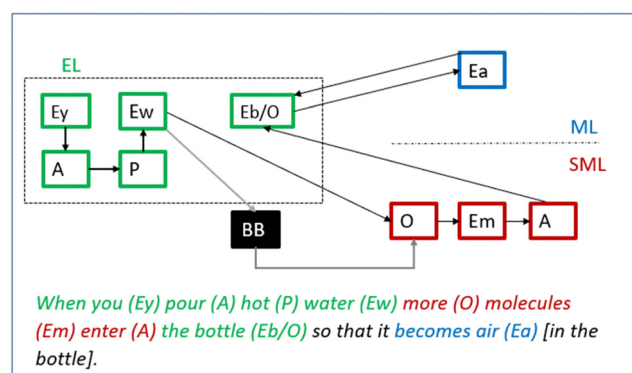 EL
Ey
Ew
Eb/O
Ea
A
P
ML
SML
BB
O
Em
A
When you (Ey) pour (A) hot (P) water (Ew) more (O) molecules
(Em) enter (A) the bottle (Eb/O) so that it becomes air (Ea) [in the
bottle].